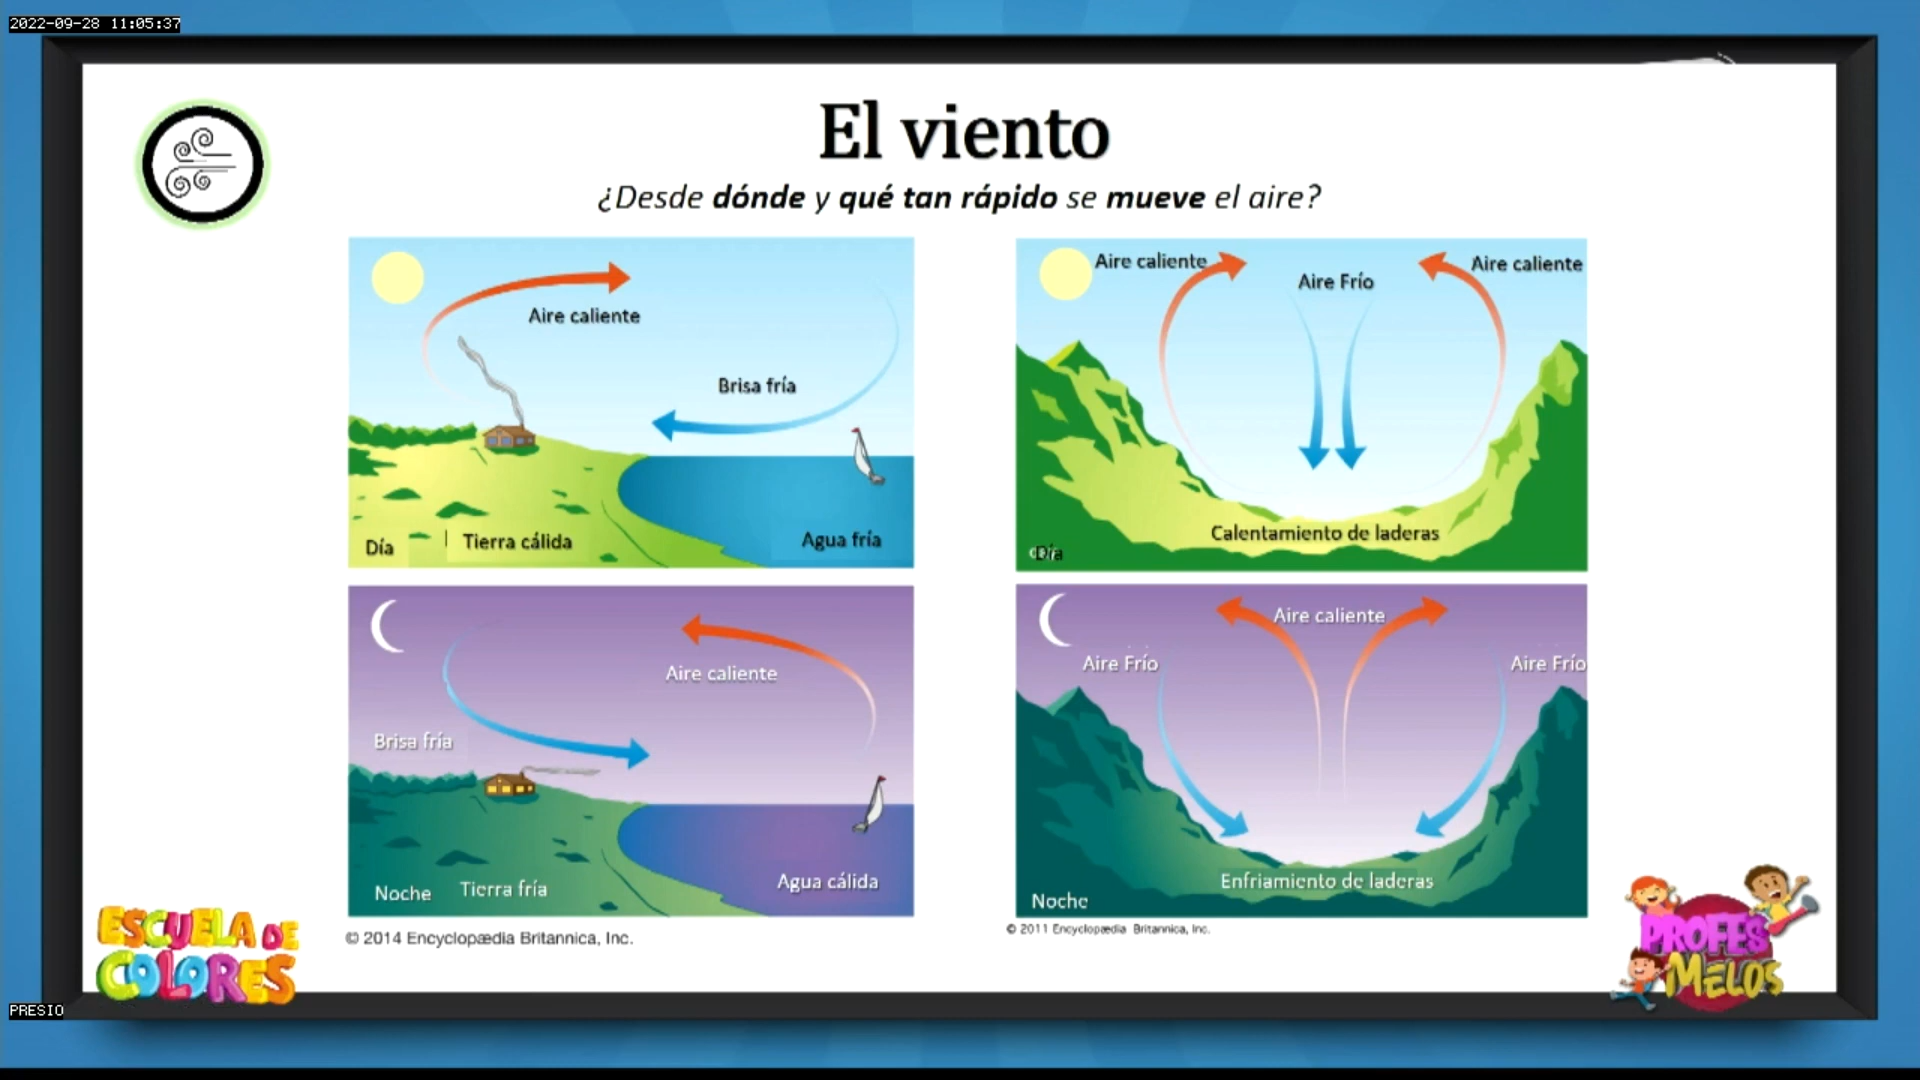 2022-09-28 11:05:37
El viento
¿Desde dónde y qué tan rápido se mueve el aire?
Aire caliente
Brisa fría
Día
Tierra cálida
Agua fría
Aire caliente
Aire Frío
Aire caliente
Calentamiento de laderas
Día
Aire caliente
Brisa fría
Noche
Tierra fría
Agua cálida
© 2014 Encyclopædia Britannica, Inc.
Aire caliente
Aire Frío
Aire Frío
Enfriamiento de laderas
Noche
© 2011 Encyclopædia Britannica, Inc.
ESCUELA DE
COLORES
PROFES
MELOS
PRESIO